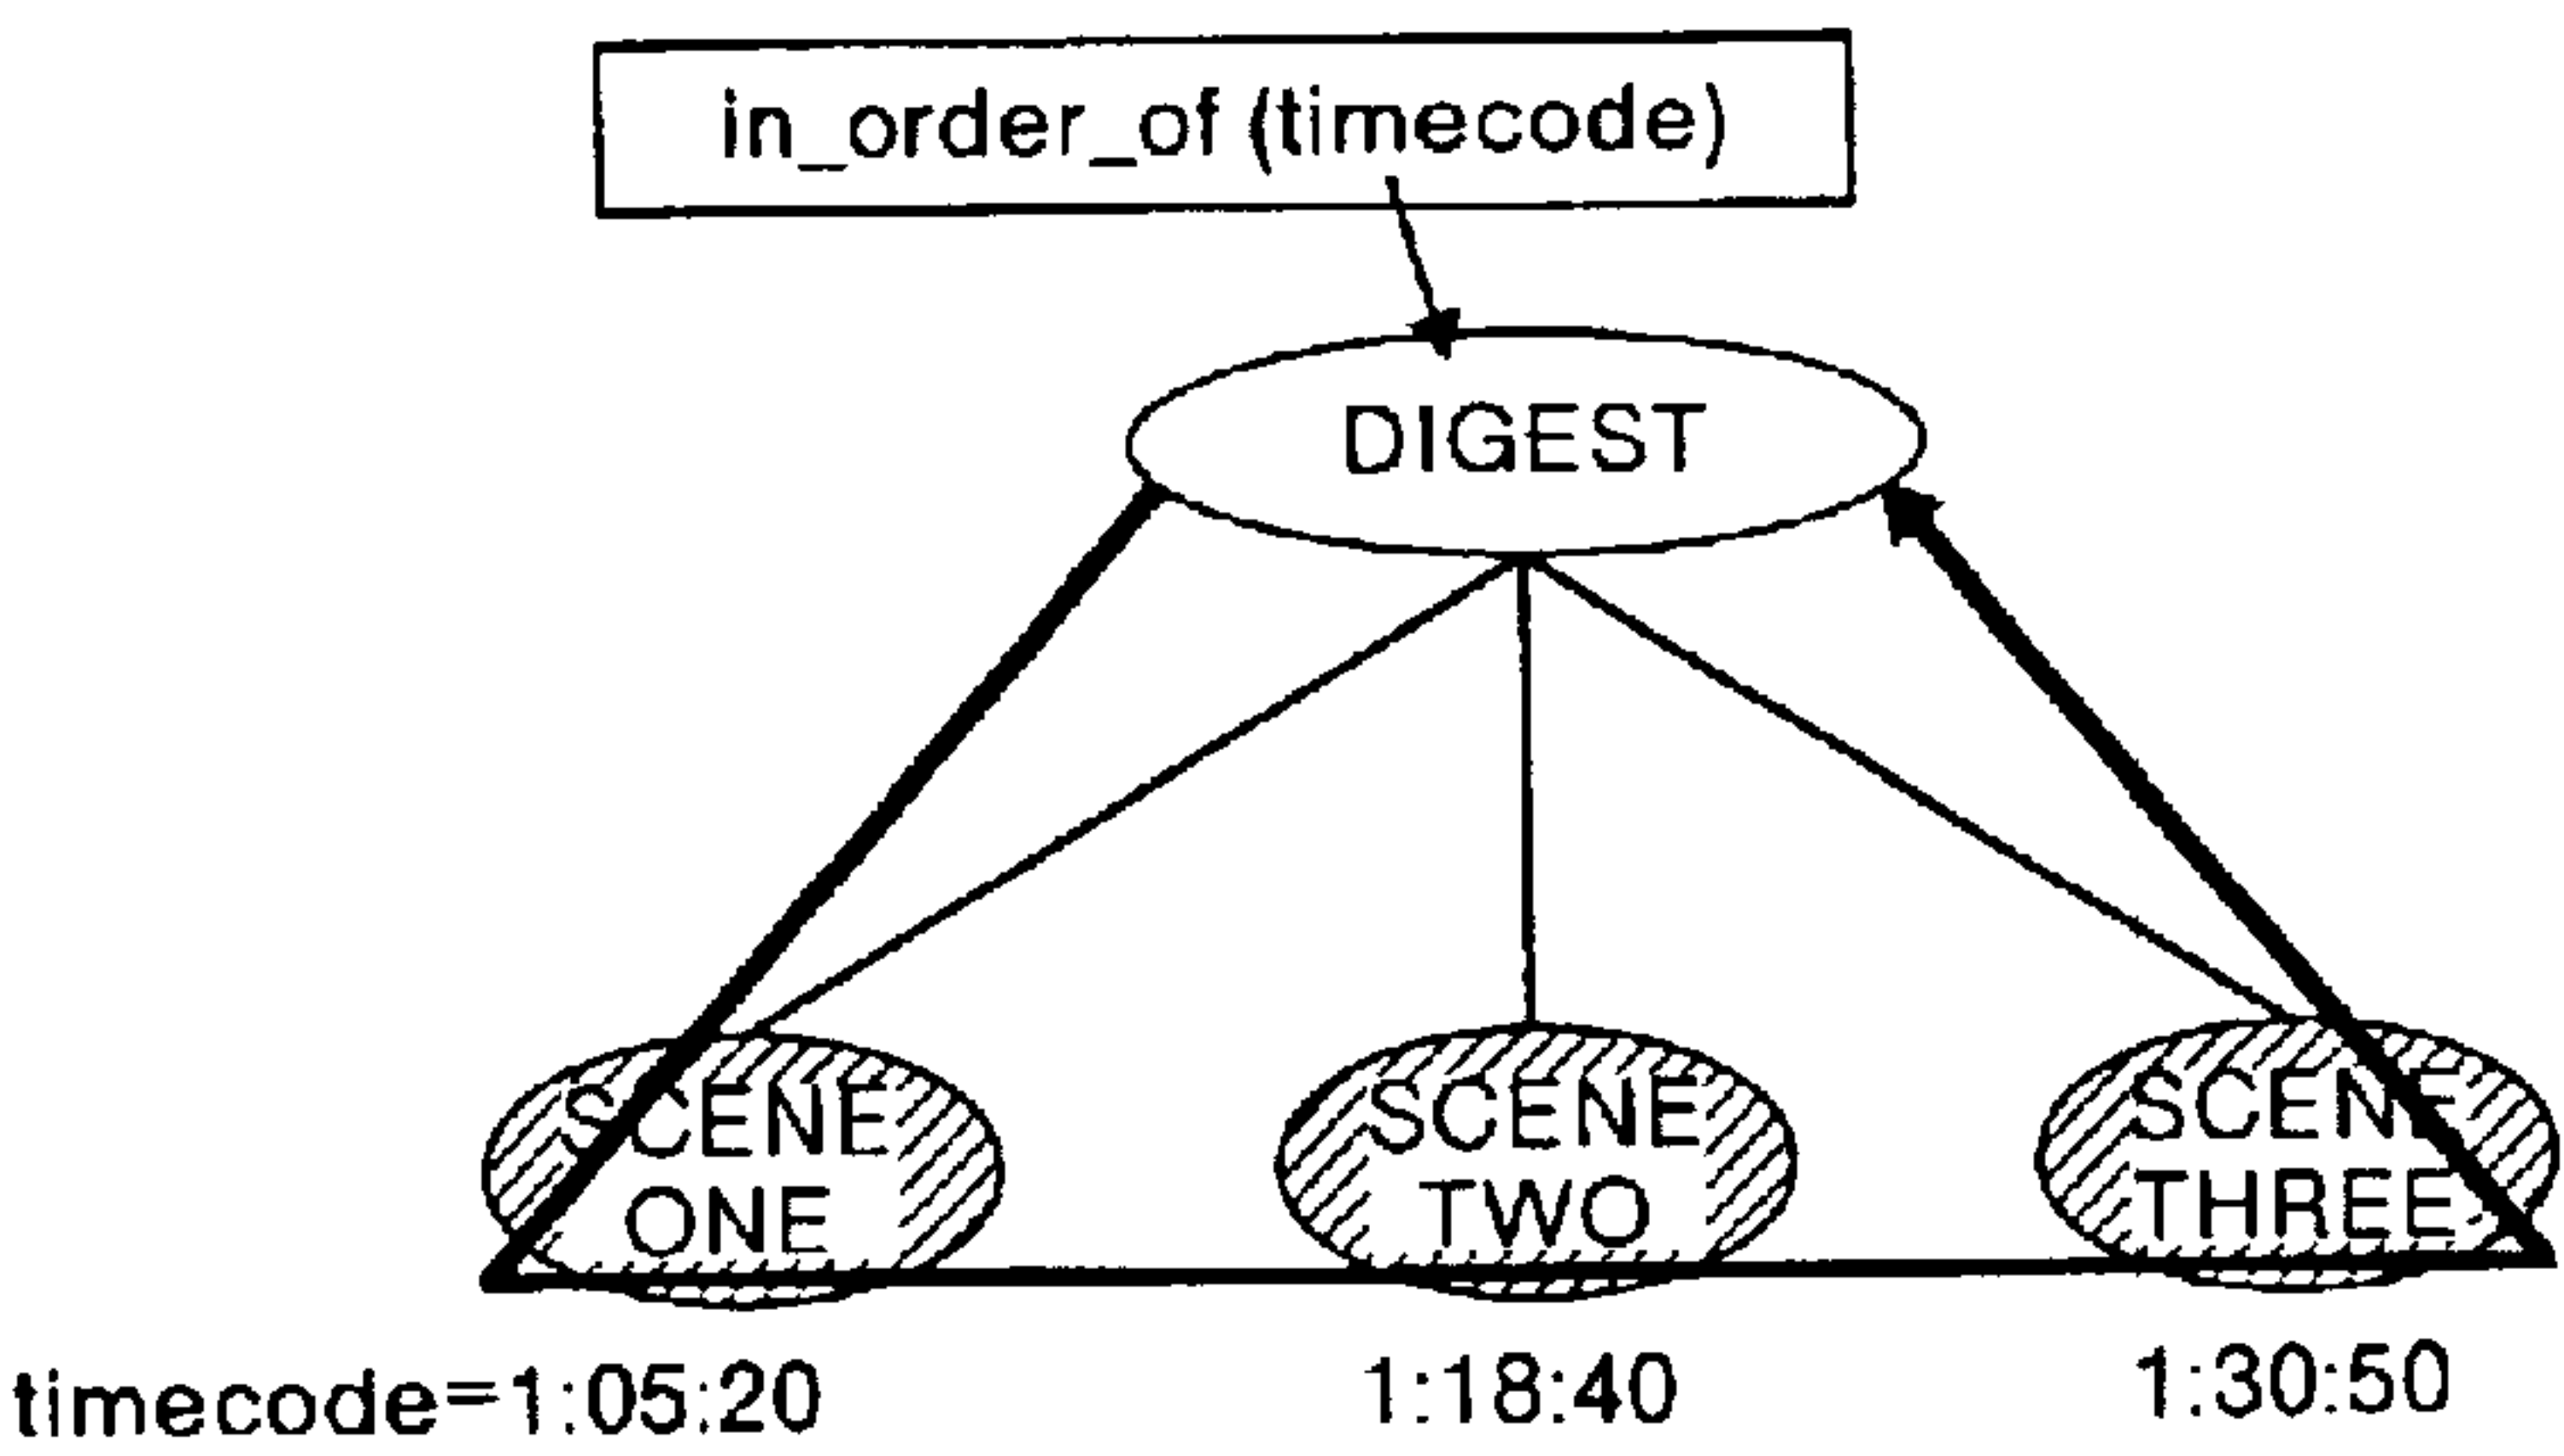 in_order_of (timecode)
DIGEST
SCENE
ONE
SCENE
TWO
SCENE
THREE
timecode=1:05:20
1:18:40
1:30:50